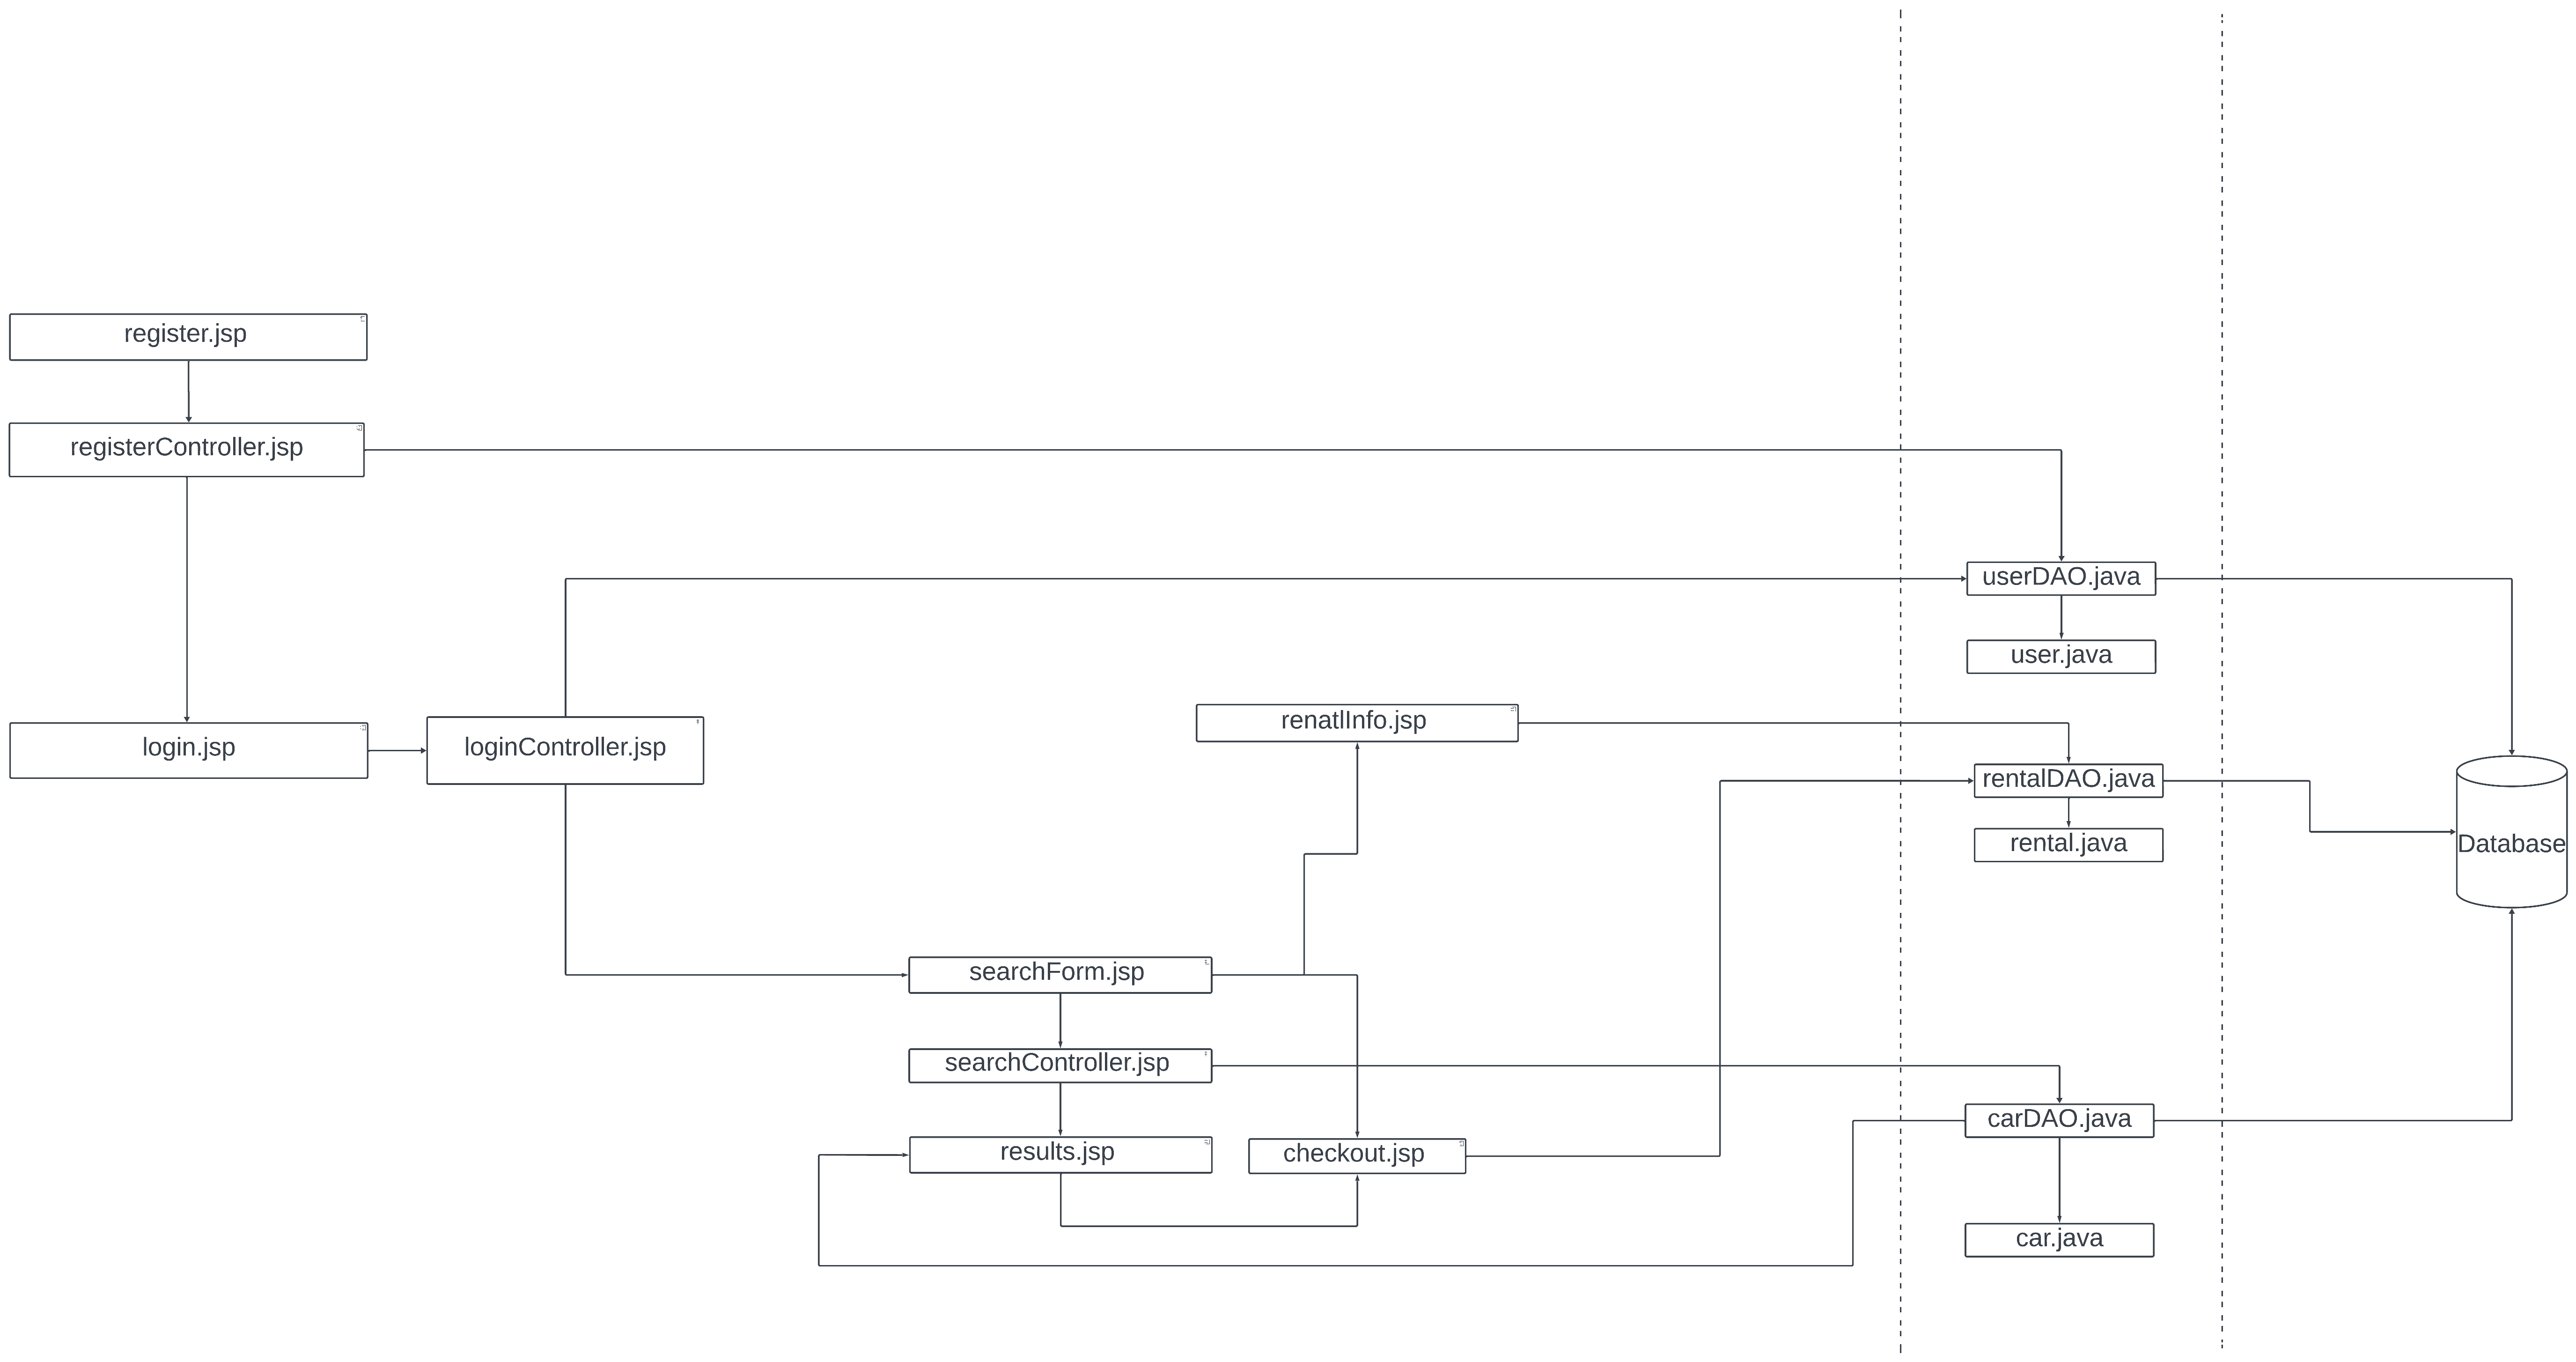 register.jsp
registerController.jsp
userDAO.java
user.java
renatlInfo.jsp
login.jsp
loginController.jsp
rentalDAO.java
rental.java
Database
searchForm.jsp
searchController.jsp
carDAO.java
results.jsp
checkout.jsp
car.java